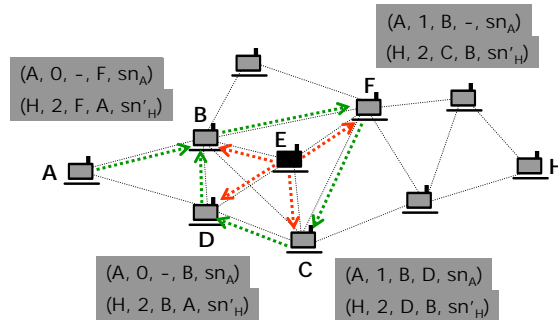 (A, 1, B, -, snA)
(H, 2, C, B, sn'H)
(A, 0, -, F, snA)
(H, 2, F, A, sn'H)
F
B
E
A
H
D
C
(A, 0, -, B, snA)
(H, 2, B, A, sn'H)
(A, 1, B, D, snA)
(H, 2, D, B, sn'H)